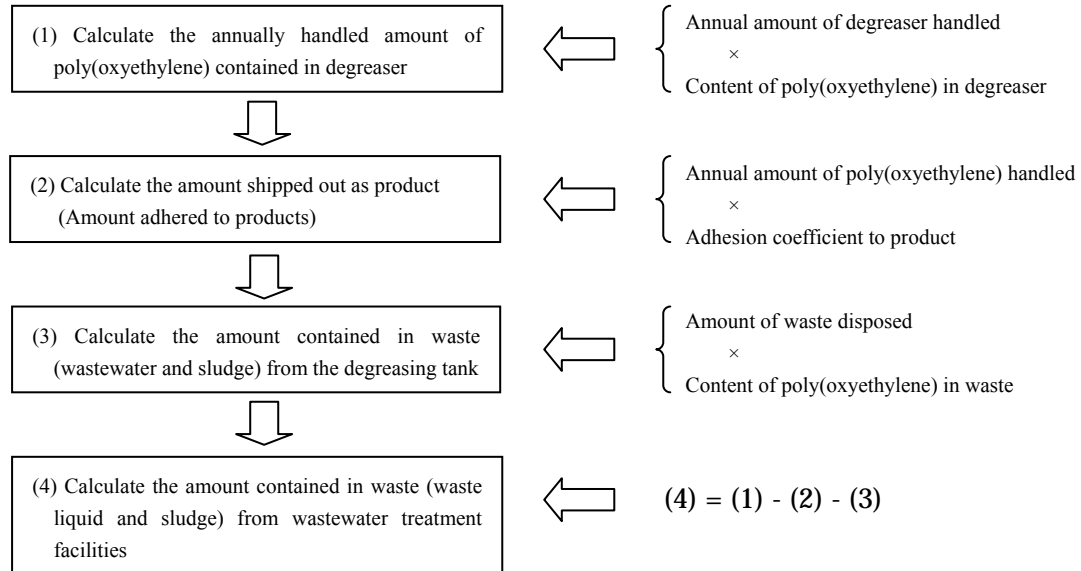 (1) Calculate the annually handled amount of
poly(oxyethylene) contained in degreaser
Annual amount of degreaser handled
×
Content of poly(oxyethylene) in degreaser
(2) Calculate the amount shipped out as product
(Amount adhered to products)
Annual amount of poly(oxyethylene) handled
×
Adhesion coefficient to product
(3) Calculate the amount contained in waste
(wastewater and sludge) from the degreasing tank
Amount of waste disposed
×
Content of poly(oxyethylene) in waste
(4) Calculate the amount contained in waste (waste
liquid and sludge) from wastewater treatment
facilities
(4) = (1) - (2) - (3)